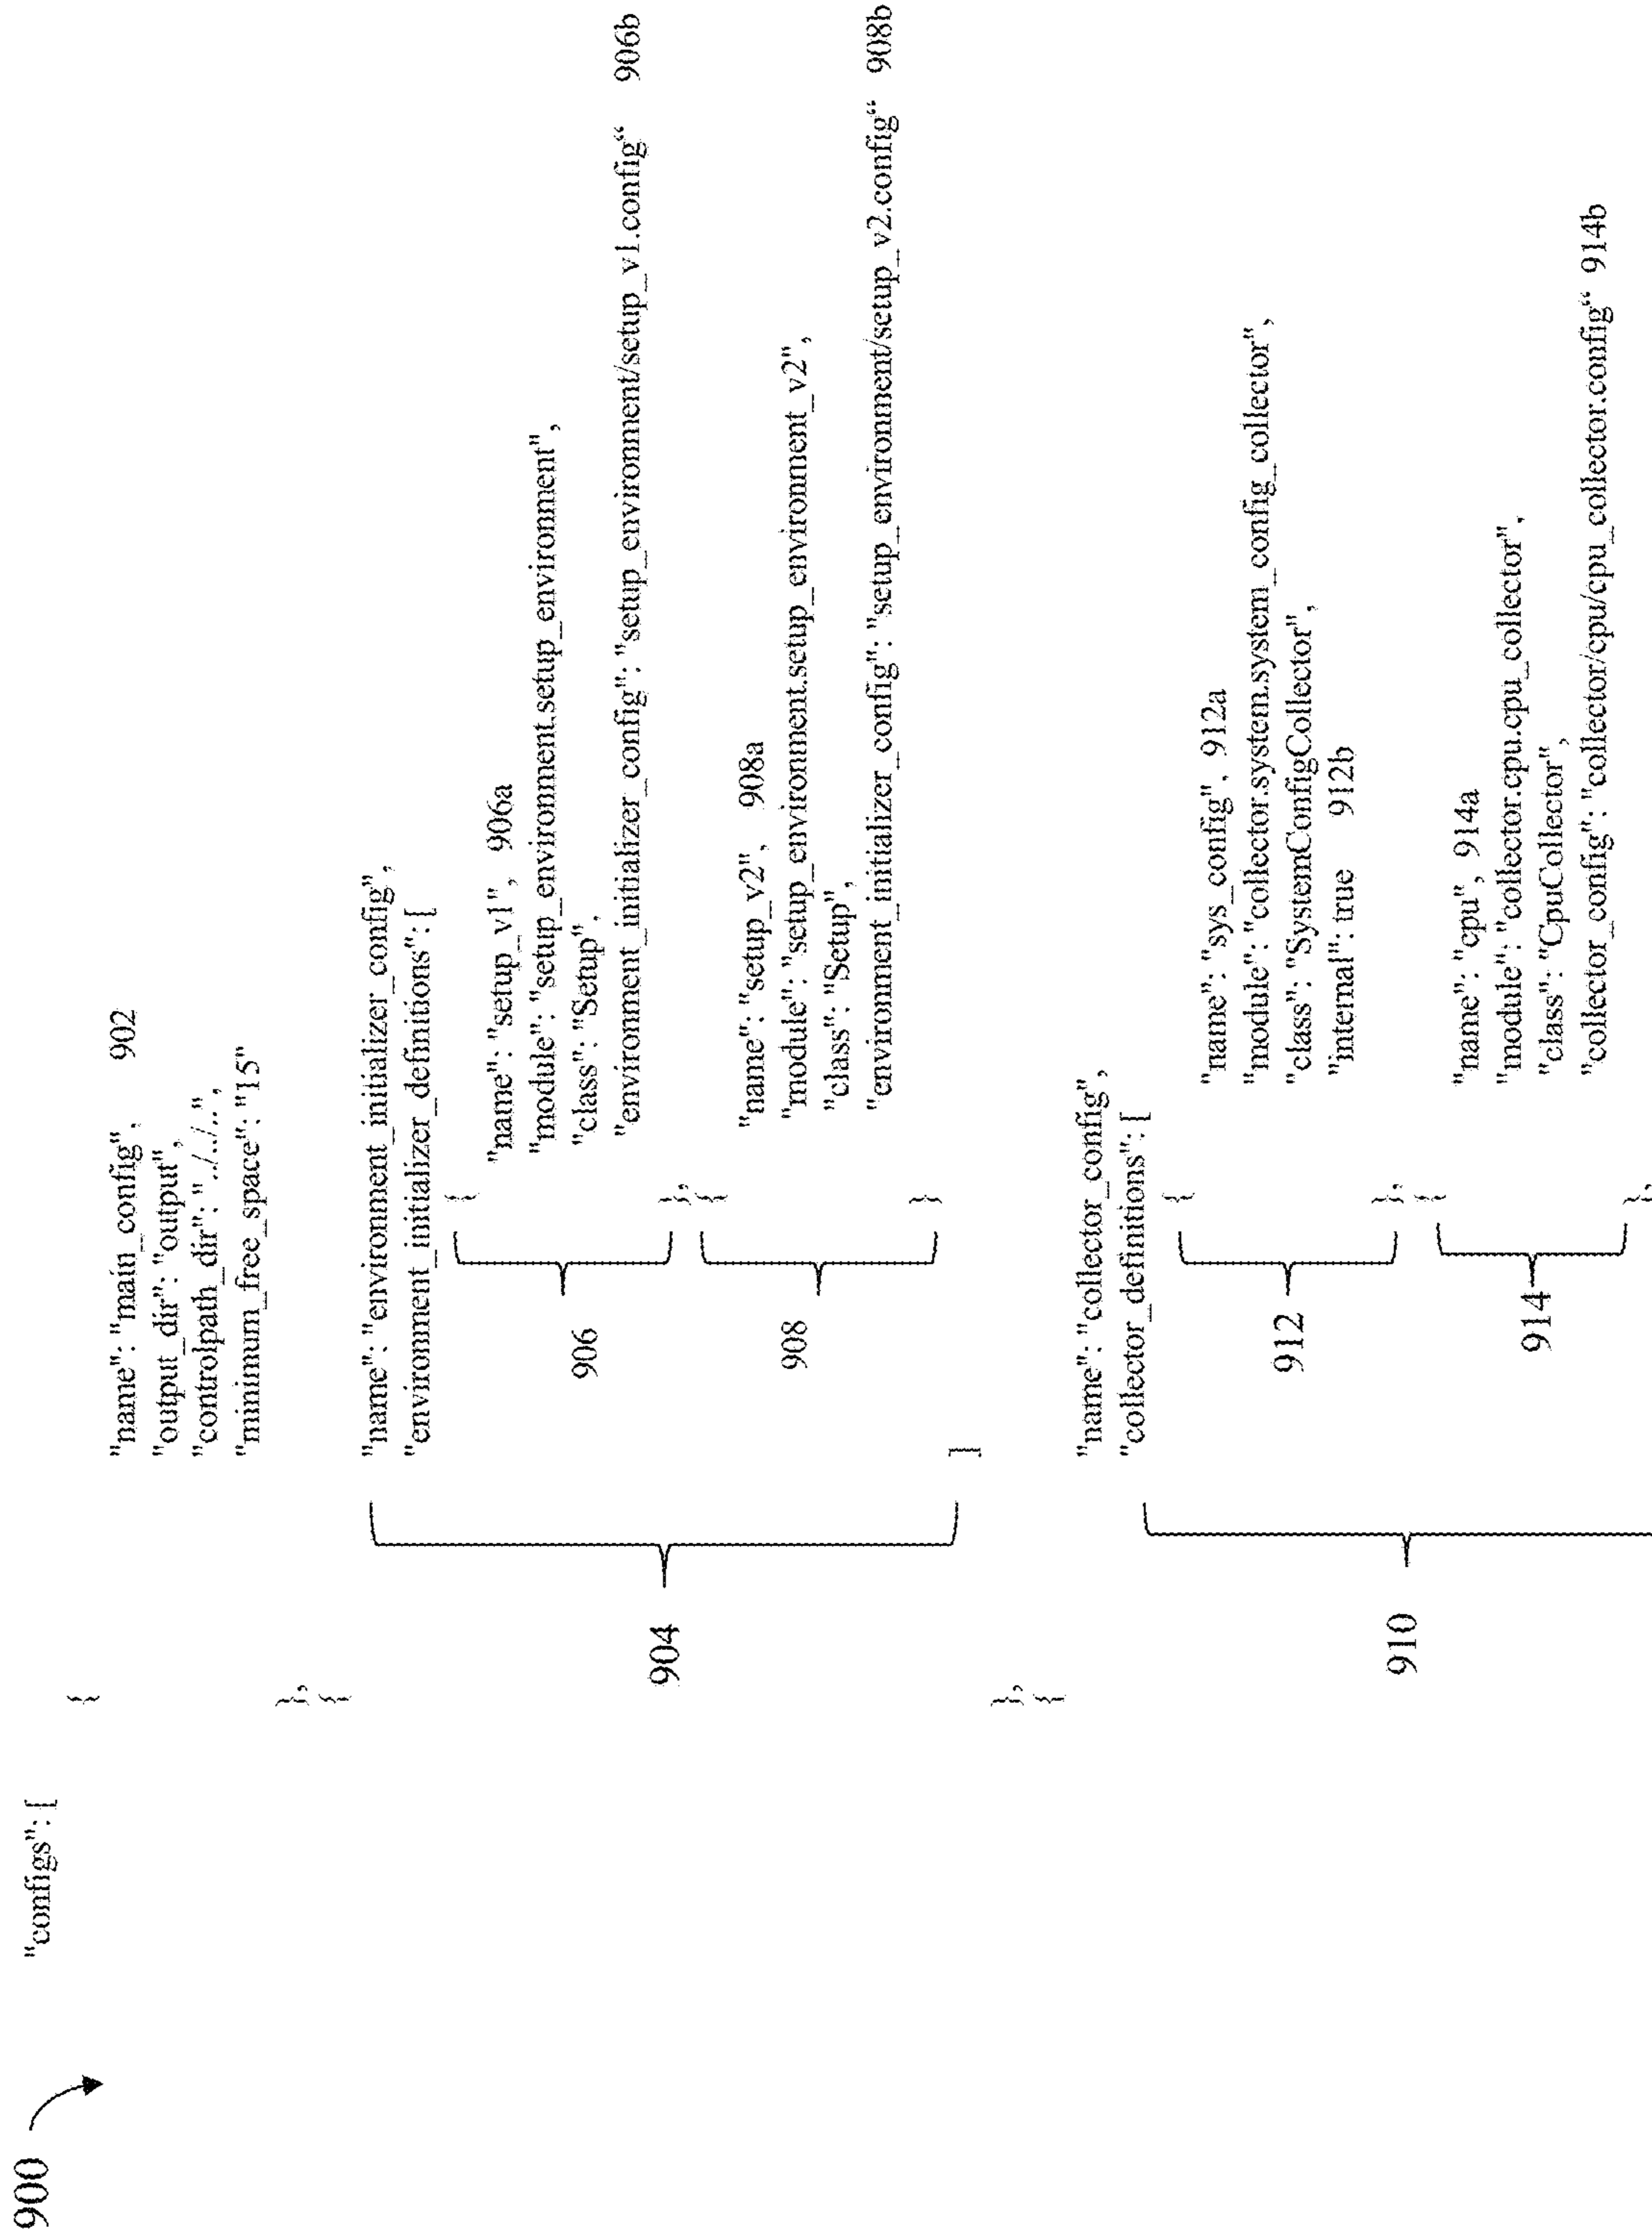 900
"configs": [
{
"name": "main_config", 902
"output_dir": "output",
"controlpath_dir": "../../..",
"minimum_free_space": "15"
},
{
"name": "environment_initializer_config",
"environment_initializer_definitions": [
{
"name": "setup_v1", 906a
"module": "setup_environment.setup_environment",
"class": "Setup",
"environment_initializer_config": "setup_environment/setup_v1.config“ 906b
},
906
{
"name": "setup_v2", 908a
"module": "setup_environment.setup_environment_v2",
"class": "Setup",
"environment_initializer_config": "setup_environment/setup_v2.config“ 908b
}
908
]
904
},
{
"name": "collector_config",
"collector_definitions": [
{
"name": "sys_config", 912a
"module": "collector.system.system_config_collector",
"class": "SystemConfigCollector",
"internal": true 912b
},
912
{
"name": "cpu", 914a
"module": "collector.cpu.cpu_collector",
"class": "CpuCollector",
"collector_config": "collector/cpu/cpu_collector.config“ 914b
},
914
910